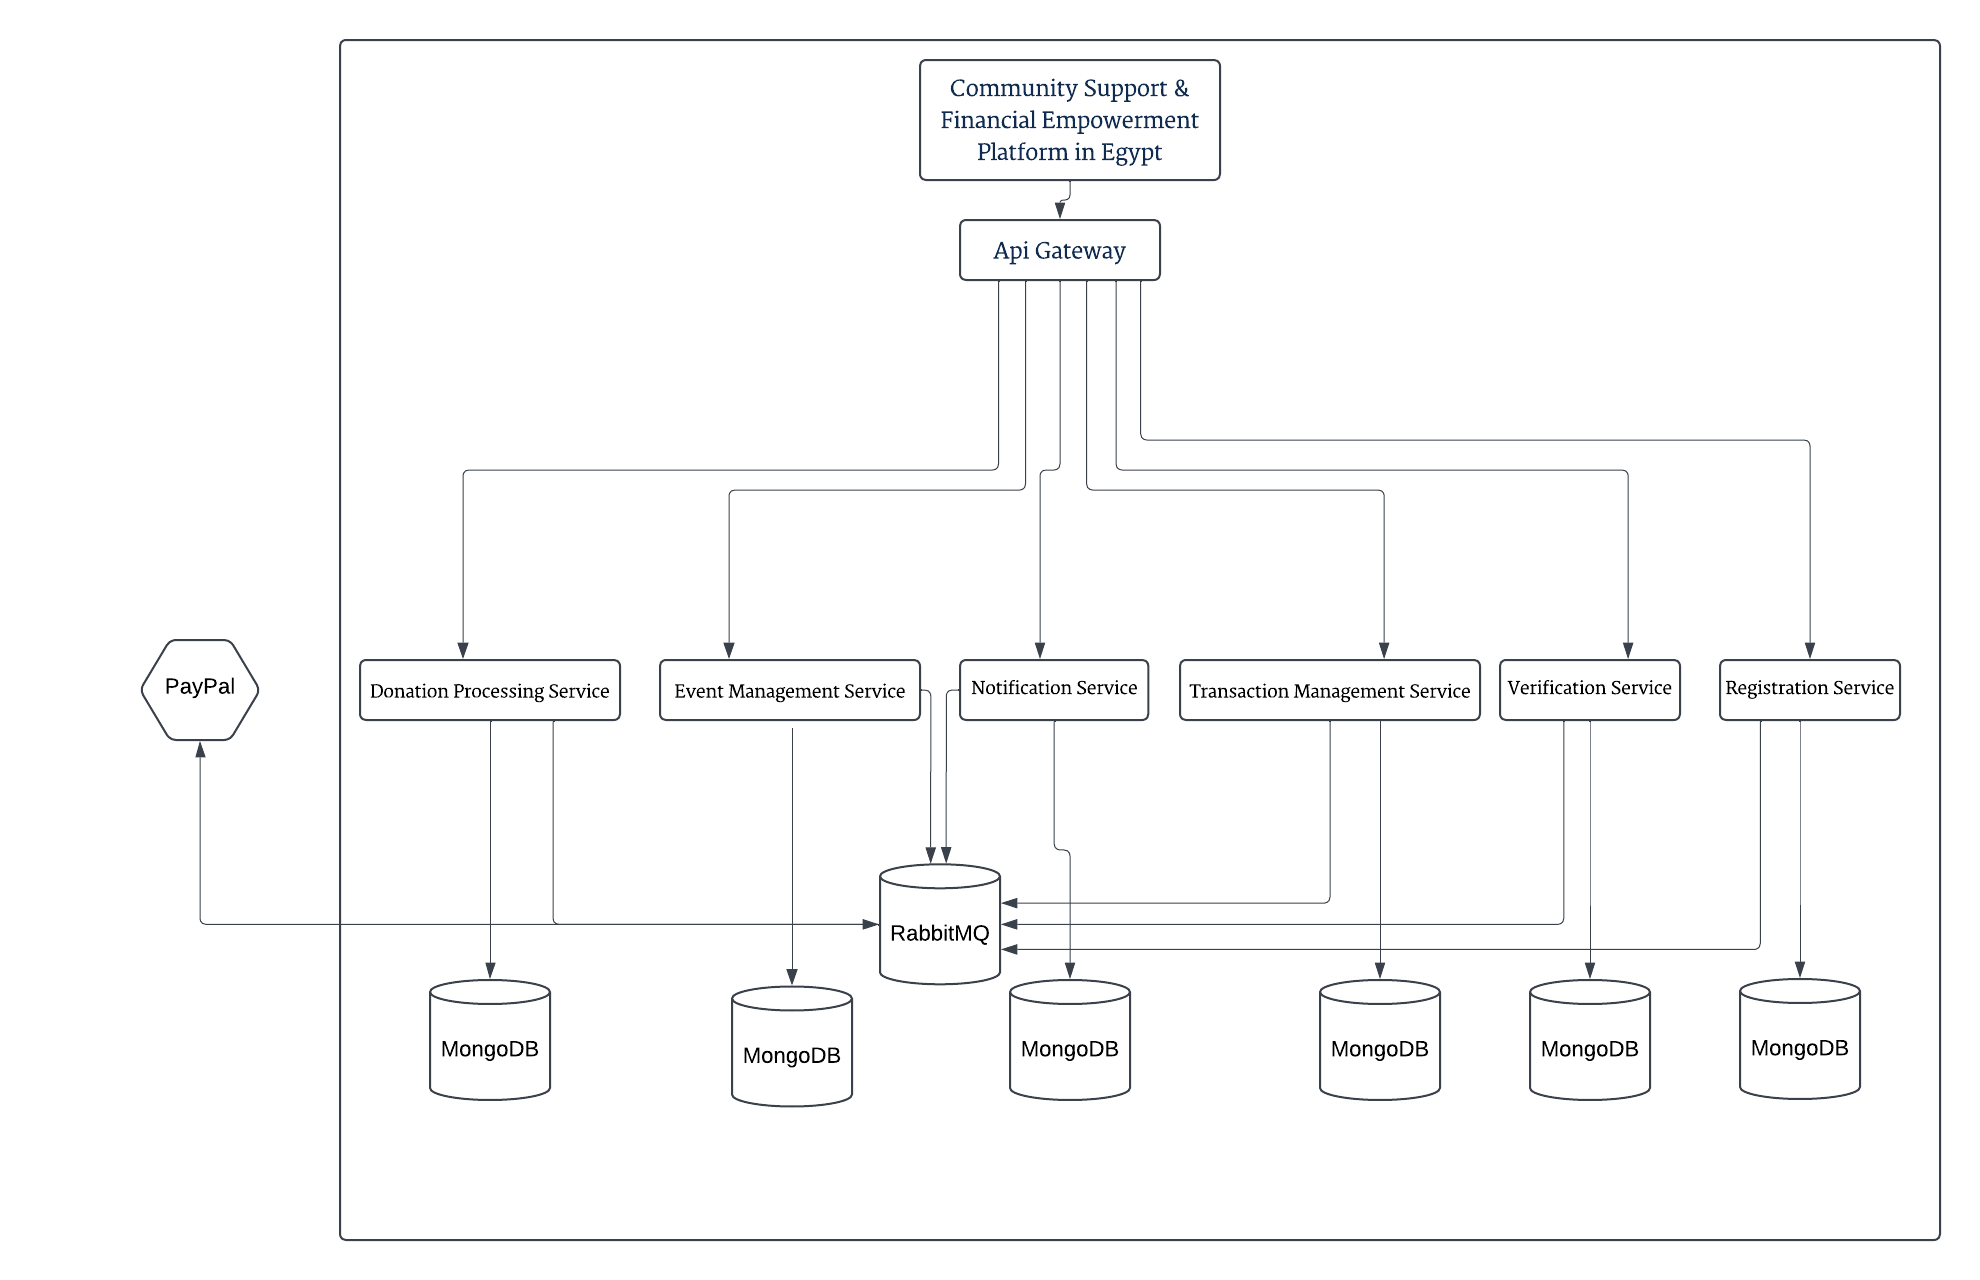 Community Support &
Financial Empowerment
Platform in Egypt
Api Gateway
PayPal
Donation Processing Service
Event Management Service
Notification Service
Transaction Management Service
Verification Service
Registration Service
RabbitMQ
MongoDB
MongoDB
MongoDB
MongoDB
MongoDB
MongoDB